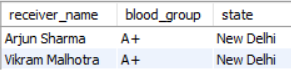 receiver_name blood_group state
Arjun Sharma A+ New Delhi
Vikram Malhotra A+ New Delhi